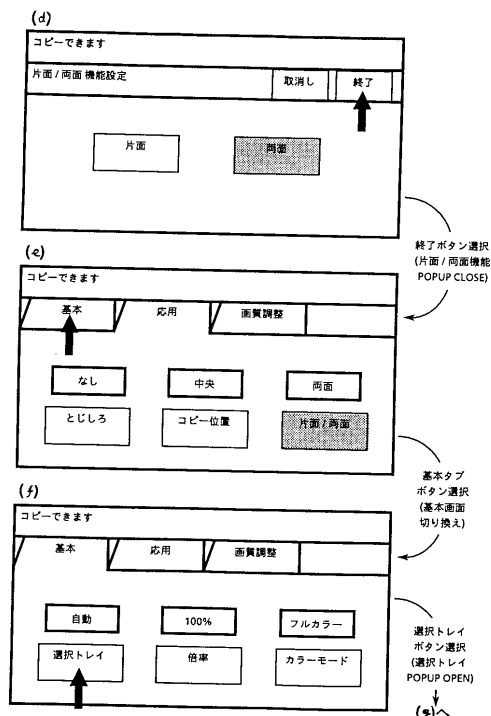 (d)
コピーできます
片面/両面機能設定 取消し 終了
片面 両面
終了ボタン選択
(片面/両面機能
POPUP CLOSE)
(e)
コピーできます
基本 応用 画質調整
なし 中央 両面
とじしろ コピー位置 片面/両面
基本タブ
ボタン選択
(基本画面
切り換え)
(f)
コピーできます
基本 応用 画質調整
自動 100% フルカラー
選択トレイ 倍率 カラーモード
選択トレイ
ボタン選択
(選択トレイ
POPUP OPEN)
(g)へ